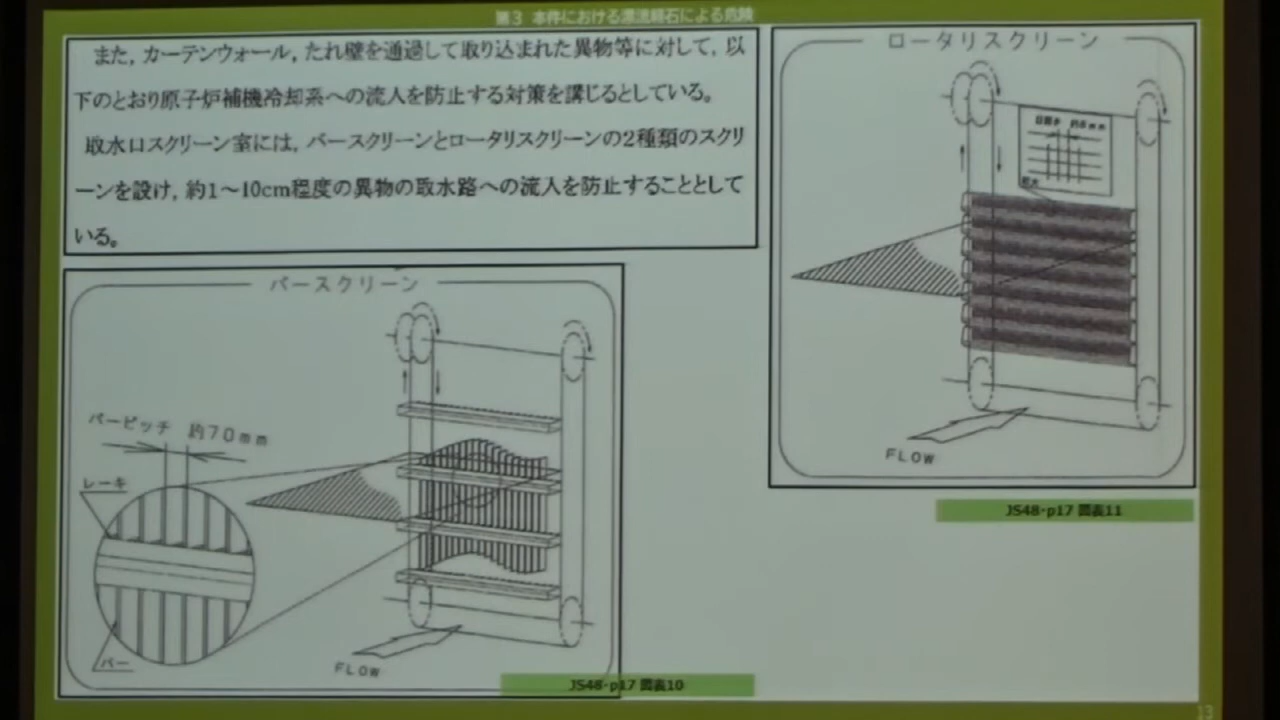 第3 本件における漂流軽石による危険
また，カーテンウォール，たれ壁を通過して取り込まれた異物等に対して，以
下のとおり原子炉補機冷却系への流入を防止する対策を講じるとしている。
取水口スクリーン室には，バースクリーンとロータリスクリーンの2種類のスクリ
ーンを設け，約1～10cm程度の異物の取水路への流入を防止することとして
いる。
ロータリスクリーン
約8mm
FLOW
JS48-p17 図表11
バースクリーン
バーピッチ 約70mm
レーキ
バー
FLOW
JS48-p17 図表10
13